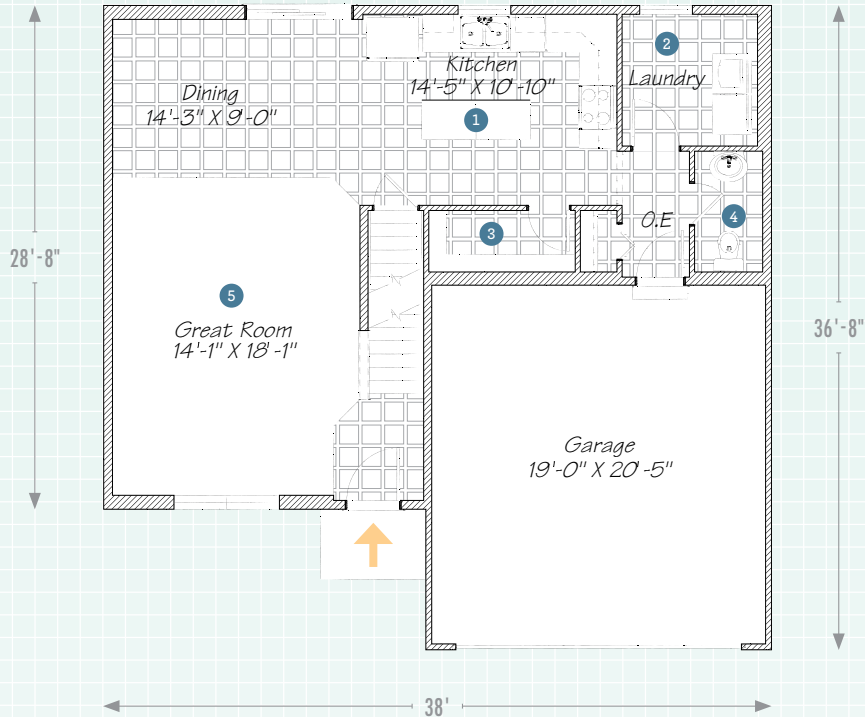 2
Kitchen
14'-5" X 10'-10"
Laundry
Dining
14'-3" X 9'-0"
1
3
O.E
4
28'-8"
5
Great Room
14'-1" X 18'-1"
36'-8"
Garage
19'-0" X 20'-5"
38'